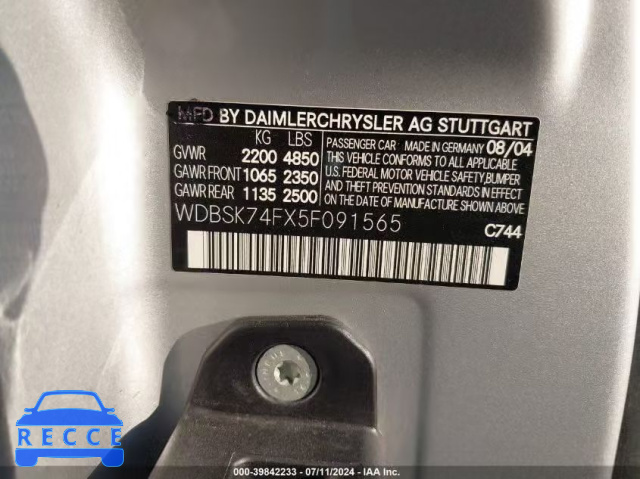 MFD BY DAIMLERCHRYSLER AG STUTTGART
KG LBS
GVWR 2200 4850
GAWR FRONT 1065 2350
GAWR REAR 1135 2500
PASSENGER CAR MADE IN GERMANY 08/04
THIS VEHICLE CONFORMS TO ALL APPLICABLE
U.S. FEDERAL MOTOR VEHICLE SAFETY,BUMPER
AND THEFT PREVENTION STANDARDS IN EFFECT
ON THE DATE OF MANUFACTURE SHOWN ABOVE.
WDBSK74FX5F091565
C744
RECCE
000-39842233 - 07/11/2024 - IAA Inc.